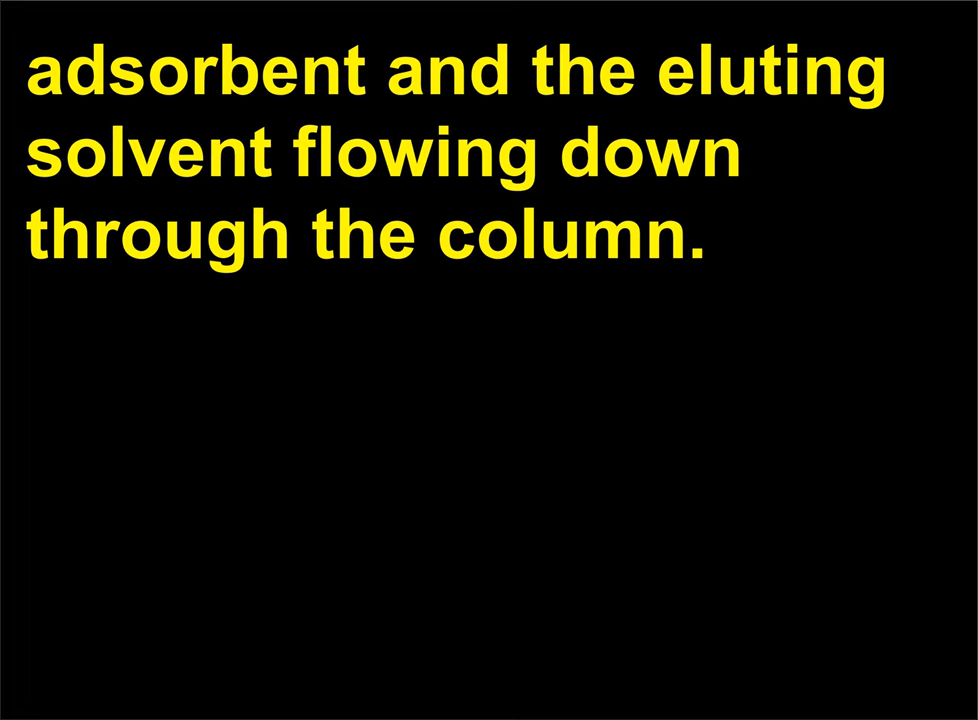 adsorbent and the eluting
solvent flowing down
through the column.